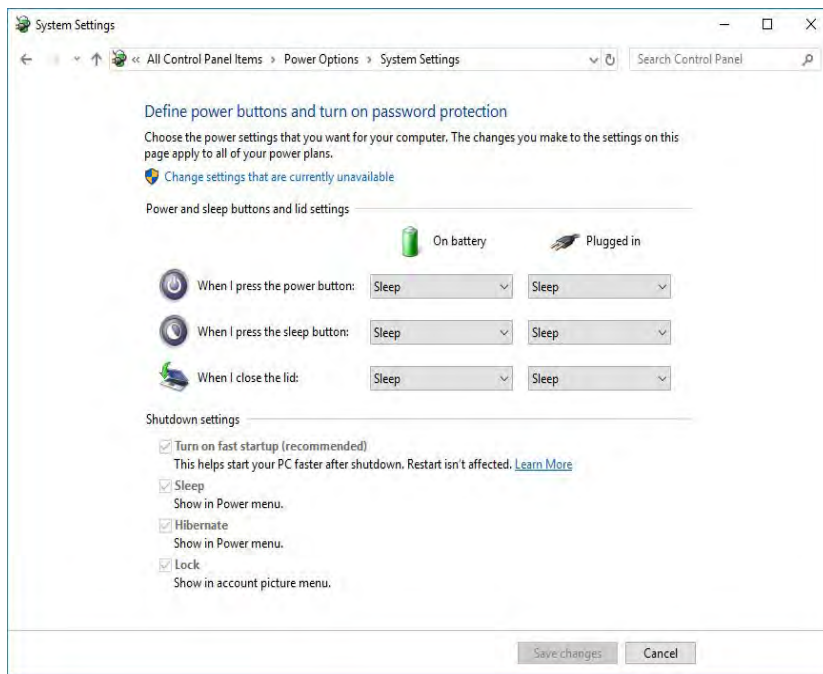 System Settings
« All Control Panel Items › Power Options › System Settings
Search Control Panel
Define power buttons and turn on password protection
Choose the power settings that you want for your computer. The changes you make to the settings on this
page apply to all of your power plans.
Change settings that are currently unavailable
Power and sleep buttons and lid settings
On battery Plugged in
When I press the power button: Sleep Sleep
When I press the sleep button: Sleep Sleep
When I close the lid: Sleep Sleep
Shutdown settings
Turn on fast startup (recommended)
This helps start your PC faster after shutdown. Restart isn't affected. Learn More
Sleep
Show in Power menu.
Hibernate
Show in Power menu.
Lock
Show in account picture menu.
Save changes Cancel